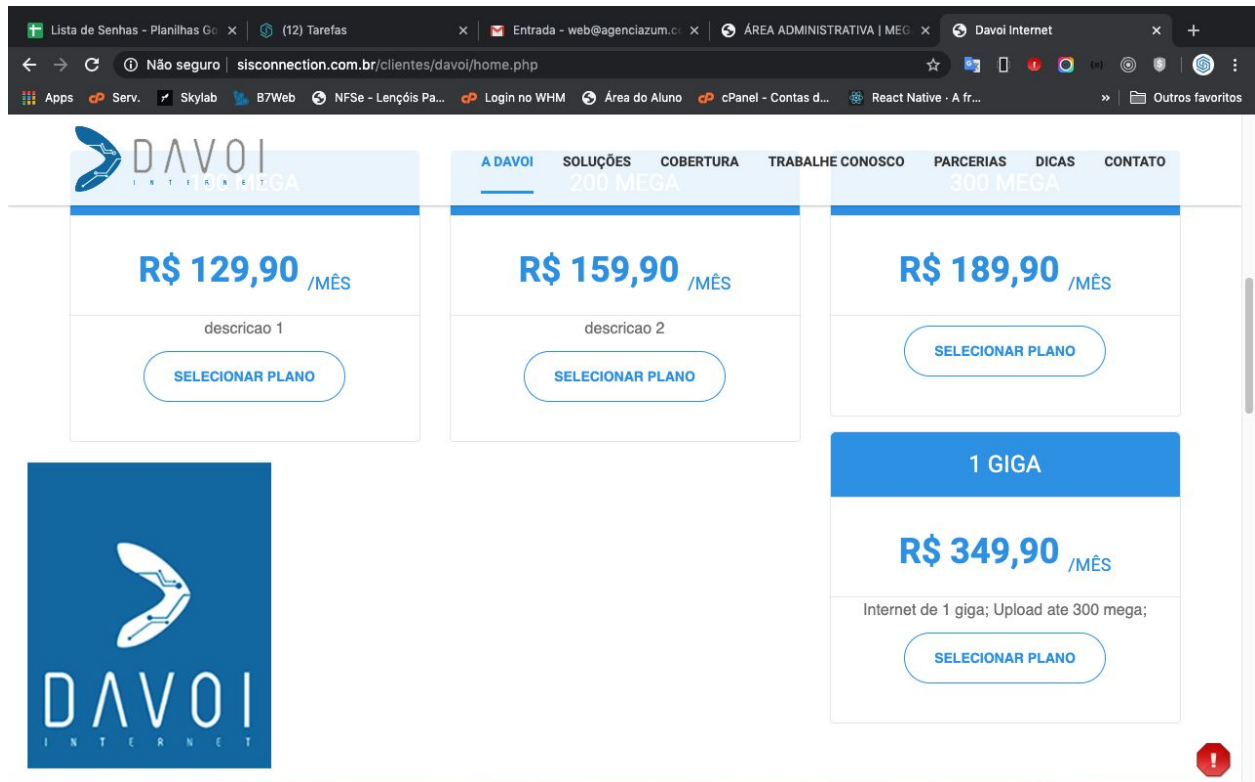 Lista de Senhas - Planilhas Go
(12) Tarefas
Entrada - web@agenciazum.c
ÁREA ADMINISTRATIVA | MEG
Davoi Internet
Não seguro | sisconnection.com.br/clientes/davoi/home.php
Apps
Serv.
Skylab
B7Web
NFSe - Lençóis Pa...
Login no WHM
Área do Aluno
cPanel - Contas d...
React Native · A fr...
»
Outros favoritos
DAVOI
INTERNET
A DAVOI
SOLUÇÕES
COBERTURA
TRABALHE CONOSCO
PARCERIAS
DICAS
CONTATO
100 MEGA
200 MEGA
300 MEGA
R$ 129,90 /MÊS
R$ 159,90 /MÊS
R$ 189,90 /MÊS
descricao 1
descricao 2
SELECIONAR PLANO
SELECIONAR PLANO
SELECIONAR PLANO
1 GIGA
R$ 349,90 /MÊS
Internet de 1 giga; Upload ate 300 mega;
SELECIONAR PLANO
DAVOI
INTERNET